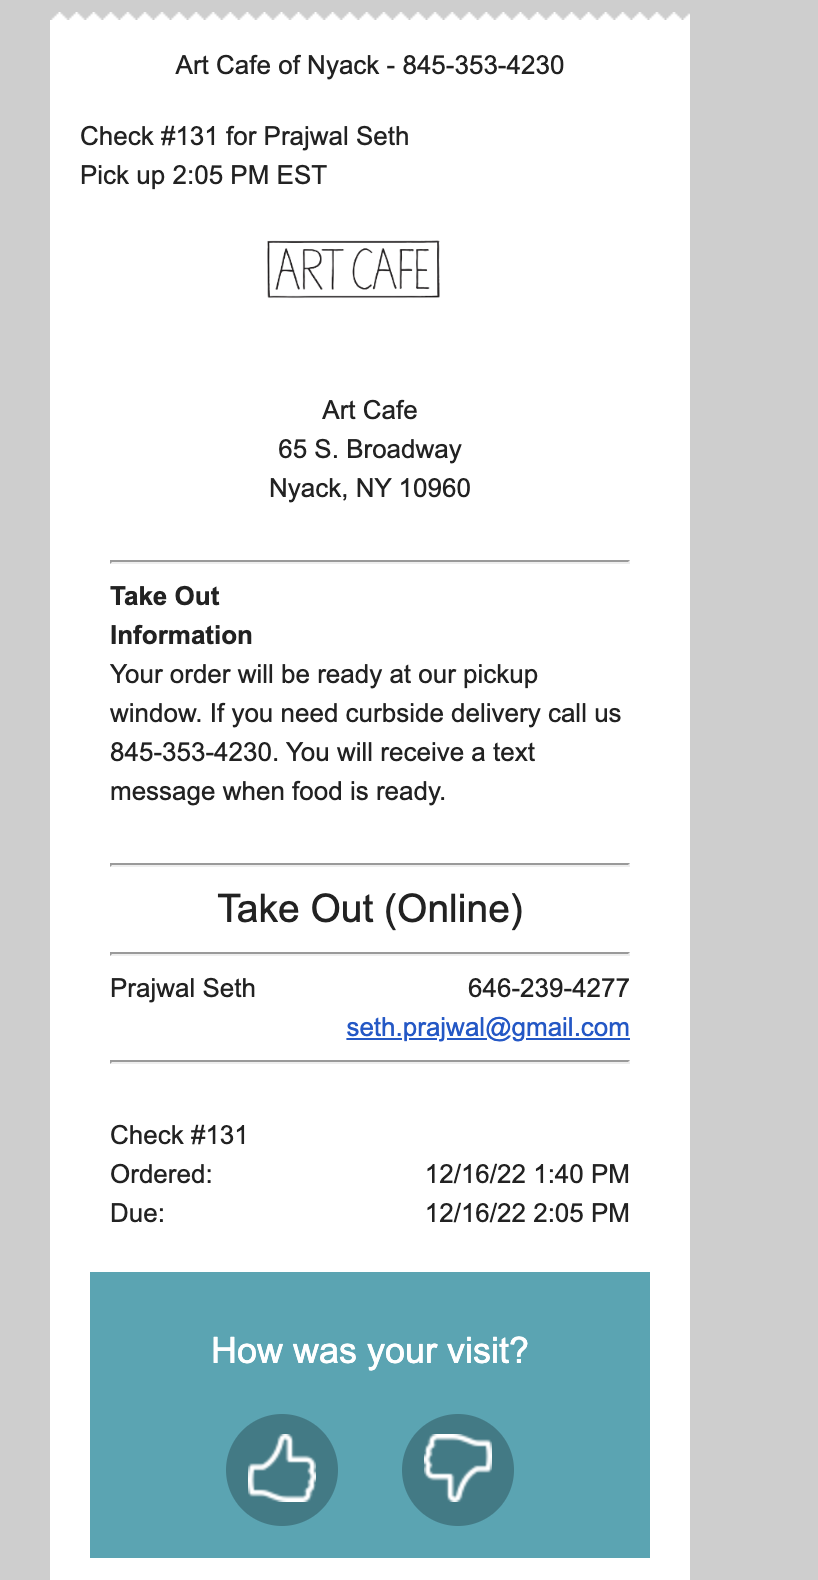 Art Cafe of Nyack - 845-353-4230
Check #131 for Prajwal Seth
Pick up 2:05 PM EST
ART CAFE
Art Cafe
65 S. Broadway
Nyack, NY 10960
Take Out
Information
Your order will be ready at our pickup
window. If you need curbside delivery call us
845-353-4230. You will receive a text
message when food is ready.
Take Out (Online)
Prajwal Seth 646-239-4277
seth.prajwal@gmail.com
Check #131
Ordered: 12/16/22 1:40 PM
Due: 12/16/22 2:05 PM
How was your visit?